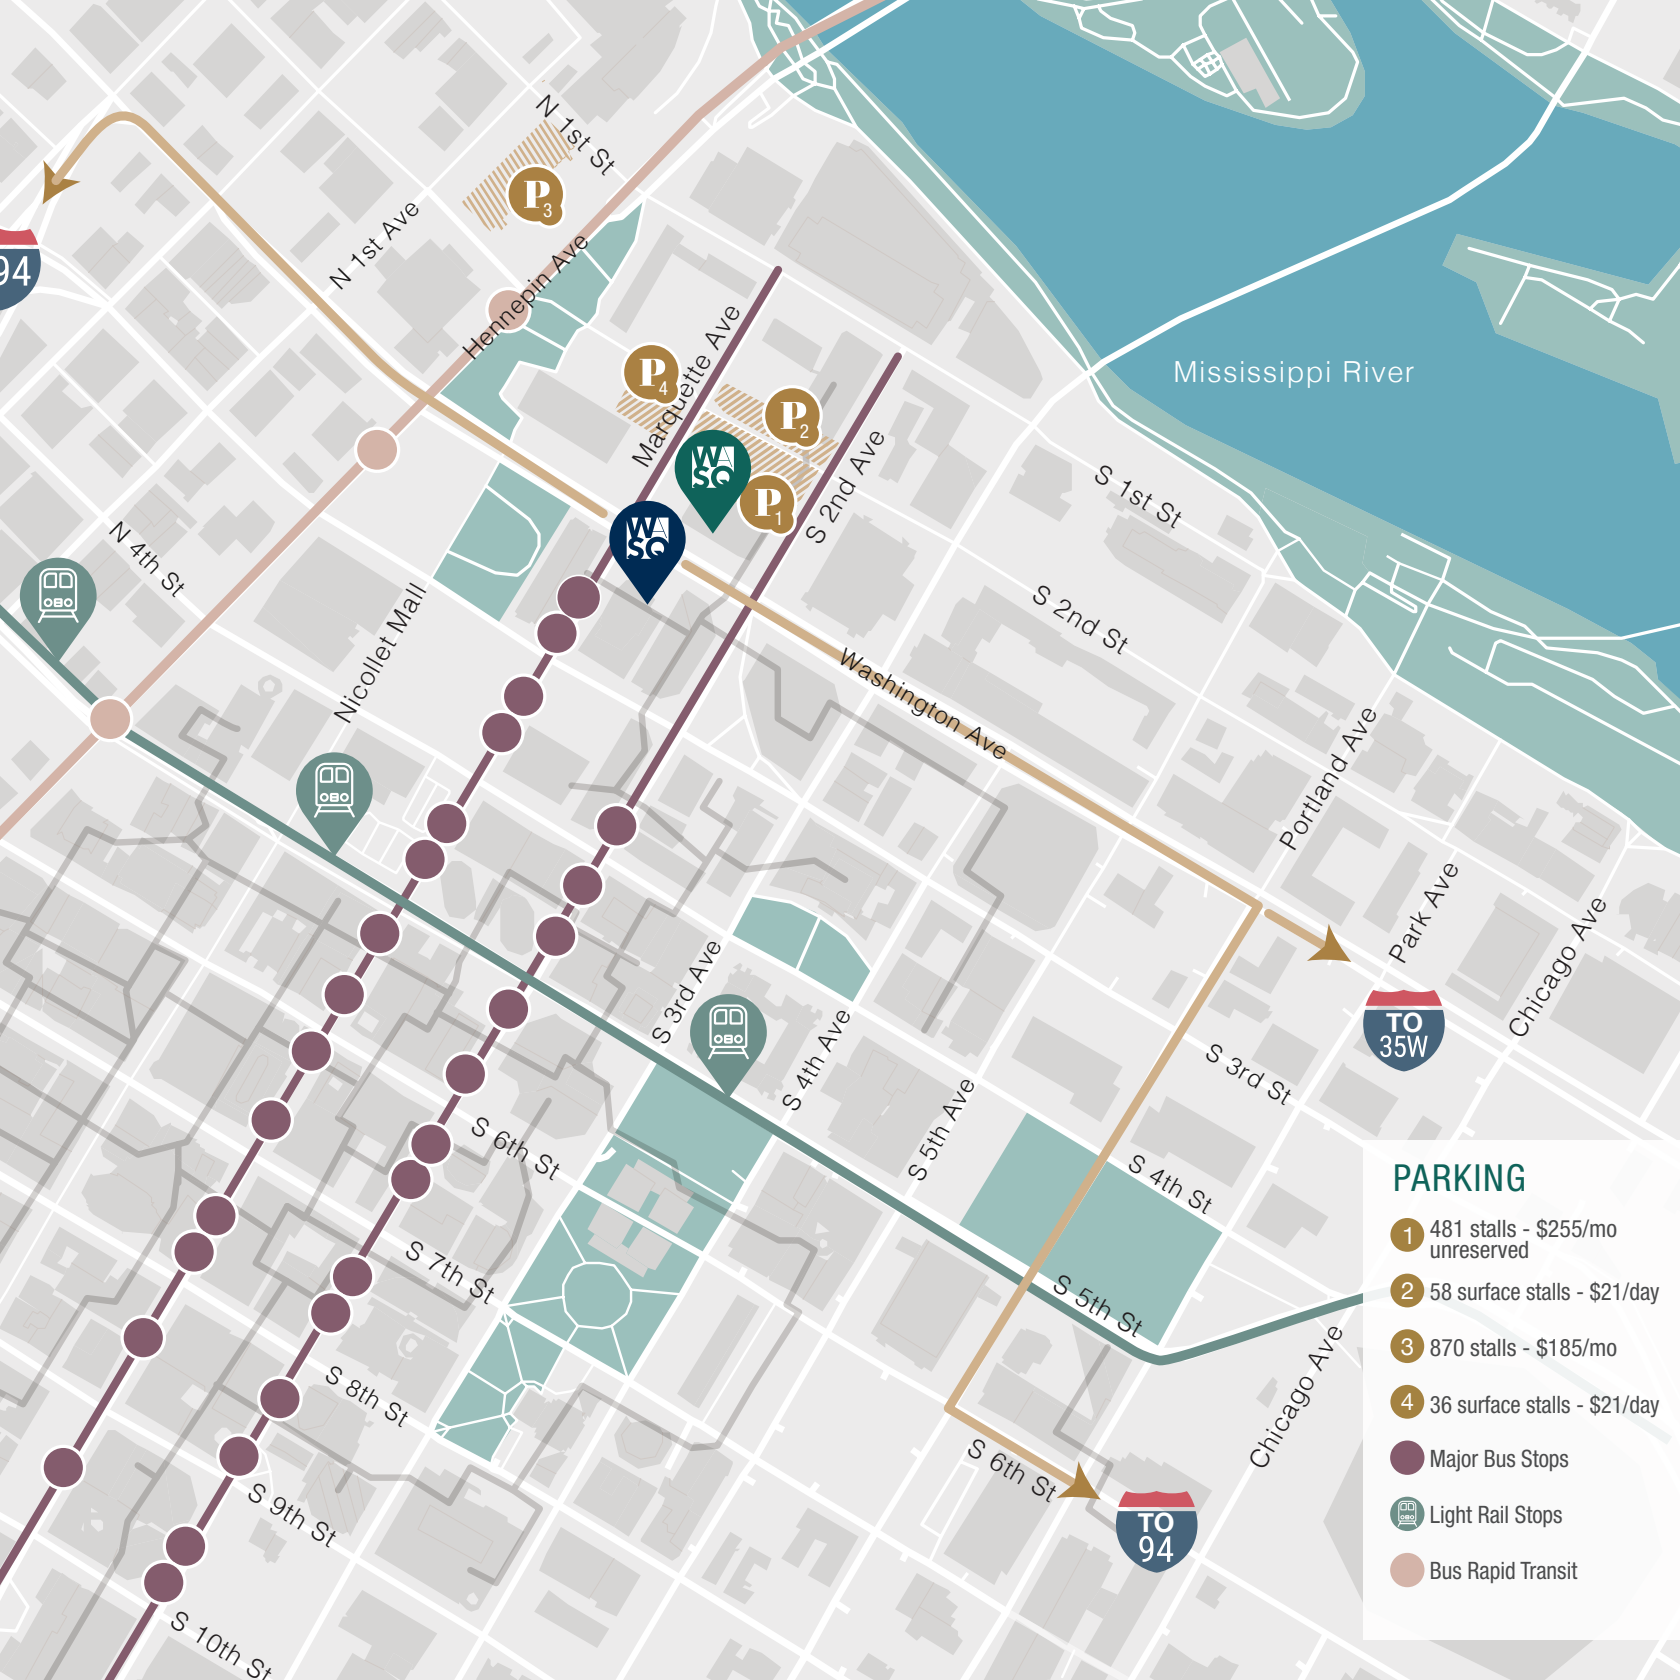 N 1st St
P3
N 1st Ave
94
Hennepin Ave
Marquette Ave
P4
P2
Mississippi River
WASQ
P1
S 2nd Ave
S 1st St
WASQ
N 4th St
Nicollet Mall
S 2nd St
Washington Ave
Portland Ave
Park Ave
Chicago Ave
S 3rd Ave
S 4th Ave
TO
35W
S 3rd St
S 5th Ave
S 6th St
S 4th St
S 7th St
S 5th St
S 8th St
Chicago Ave
S 6th St
S 9th St
TO
94
S 10th St
PARKING
1 481 stalls - $255/mo
unreserved
2 58 surface stalls - $21/day
3 870 stalls - $185/mo
4 36 surface stalls - $21/day
Major Bus Stops
Light Rail Stops
Bus Rapid Transit